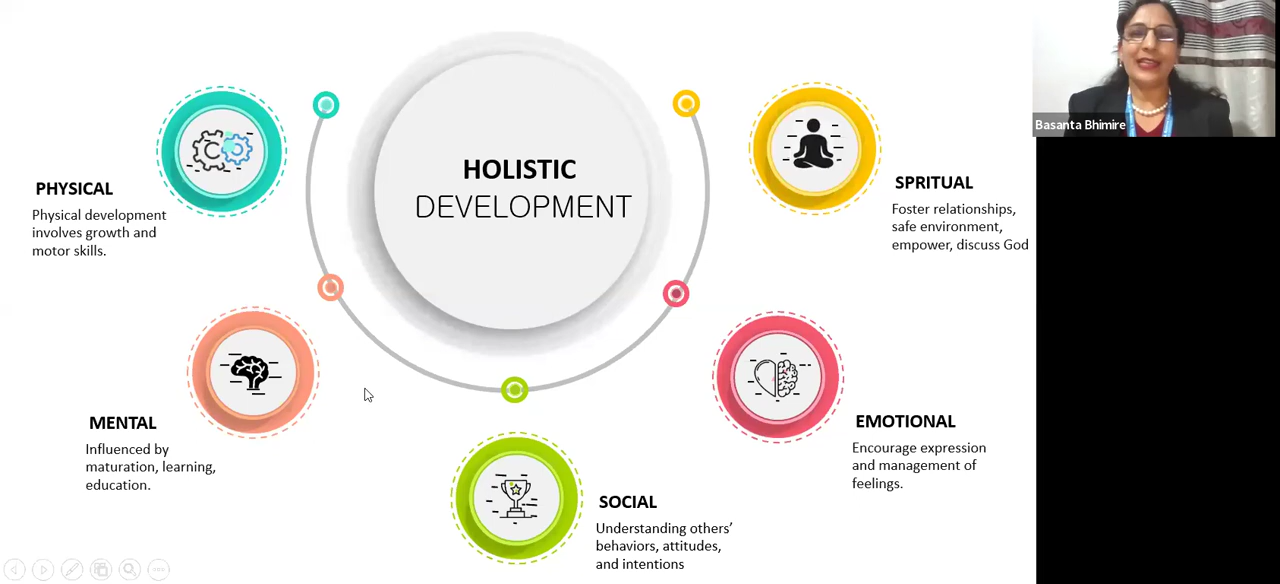 HOLISTIC
DEVELOPMENT
PHYSICAL
Physical development
involves growth and
motor skills.
MENTAL
Influenced by
maturation, learning,
education.
SOCIAL
Understanding others’
behaviors, attitudes,
and intentions
EMOTIONAL
Encourage expression
and management of
feelings.
SPRITUAL
Foster relationships,
safe environment,
empower, discuss God
Basanta Bhimire